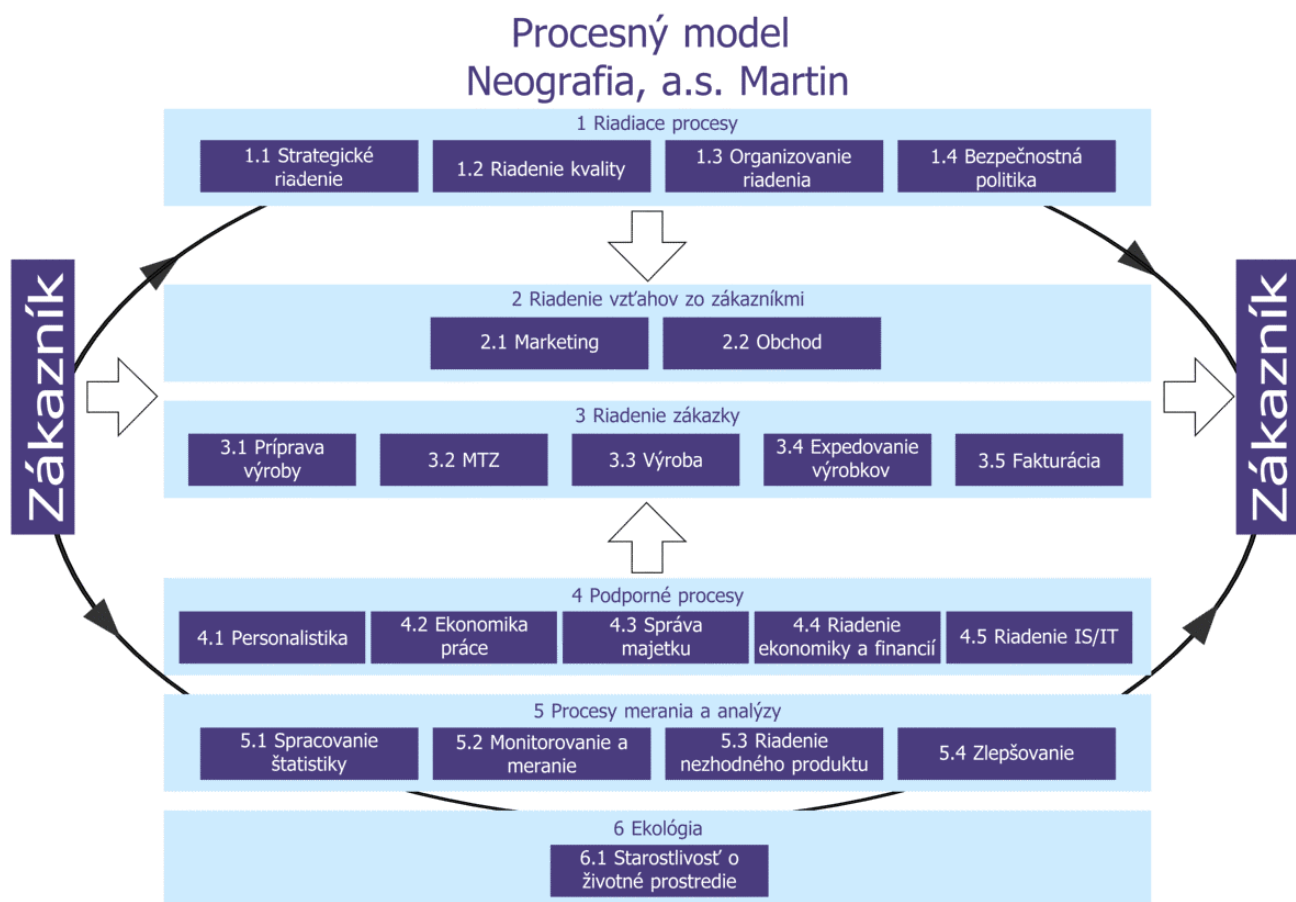 Procesný model
Neografia, a.s. Martin
1 Riadiace procesy
1.1 Strategické
riadenie
1.2 Riadenie kvality
1.3 Organizovanie
riadenia
1.4 Bezpečnostná
politika
Zákazník
2 Riadenie vzťahov zo zákazníkmi
2.1 Marketing
2.2 Obchod
3 Riadenie zákazky
3.1 Príprava
výroby
3.2 MTZ
3.3 Výroba
3.4 Expedovanie
výrobkov
3.5 Fakturácia
Zákazník
4 Podporné procesy
4.1 Personalistika
4.2 Ekonomika
práce
4.3 Správa
majetku
4.4 Riadenie
ekonomiky a financií
4.5 Riadenie IS/IT
5 Procesy merania a analýzy
5.1 Spracovanie
štatistiky
5.2 Monitorovanie a
meranie
5.3 Riadenie
nezhodného produktu
5.4 Zlepšovanie
6 Ekológia
6.1 Starostlivosť o
životné prostredie